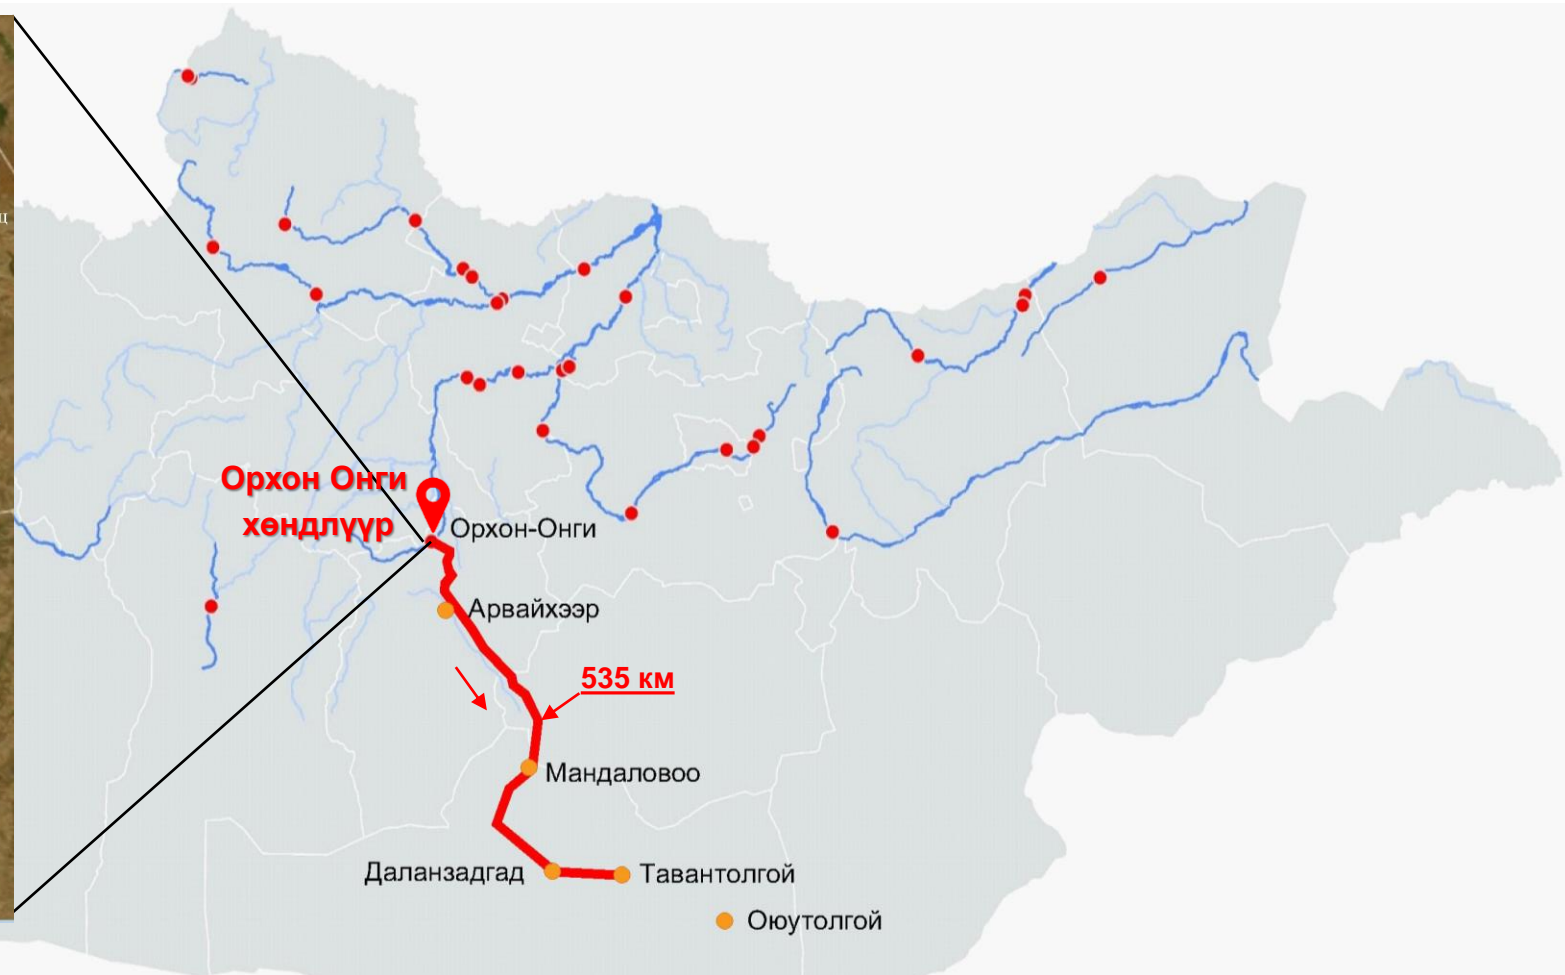 Орхон Онги
хөндлүүр
Орхон-Онги
Арвайхээр
535 км
Мандаловоо
Даланзадгад
Тавантолгой
Оюутолгой